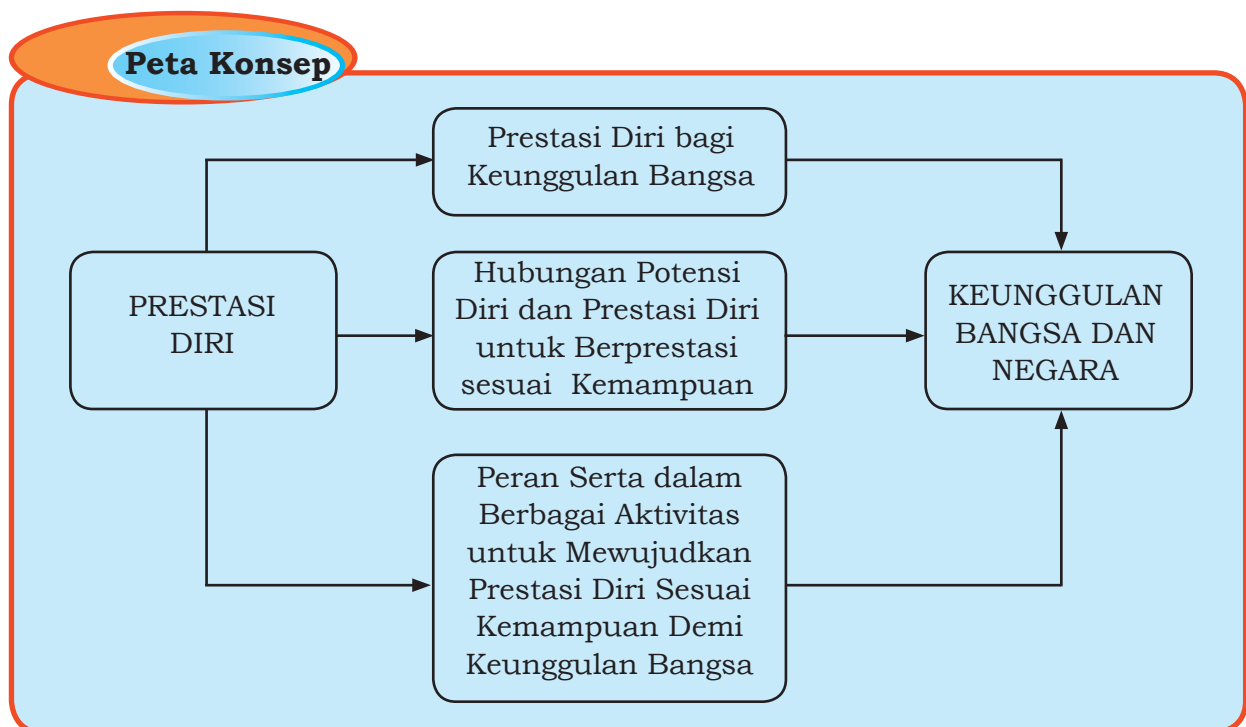 Peta Konsep
Prestasi Diri bagi
Keunggulan Bangsa
PRESTASI
DIRI
Hubungan Potensi
Diri dan Prestasi Diri
untuk Berprestasi
sesuai Kemampuan
KEUNGGULAN
BANGSA DAN
NEGARA
Peran Serta dalam
Berbagai Aktivitas
untuk Mewujudkan
Prestasi Diri Sesuai
Kemampuan Demi
Keunggulan Bangsa